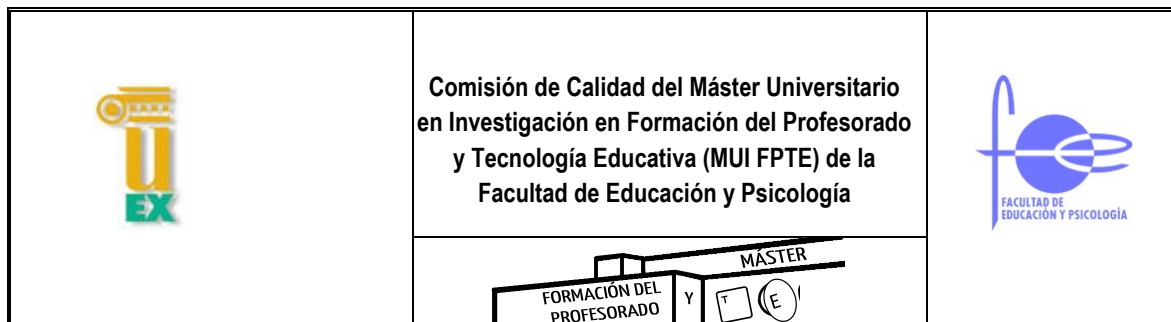 U
EX
Comisión de Calidad del Máster Universitario
en Investigación en Formación del Profesorado
y Tecnología Educativa (MUI FPTE) de la
Facultad de Educación y Psicología
FACULTAD DE
EDUCACIÓN Y PSICOLOGÍA
MÁSTER
FORMACIÓN DEL
PROFESORADO
Y
T
E